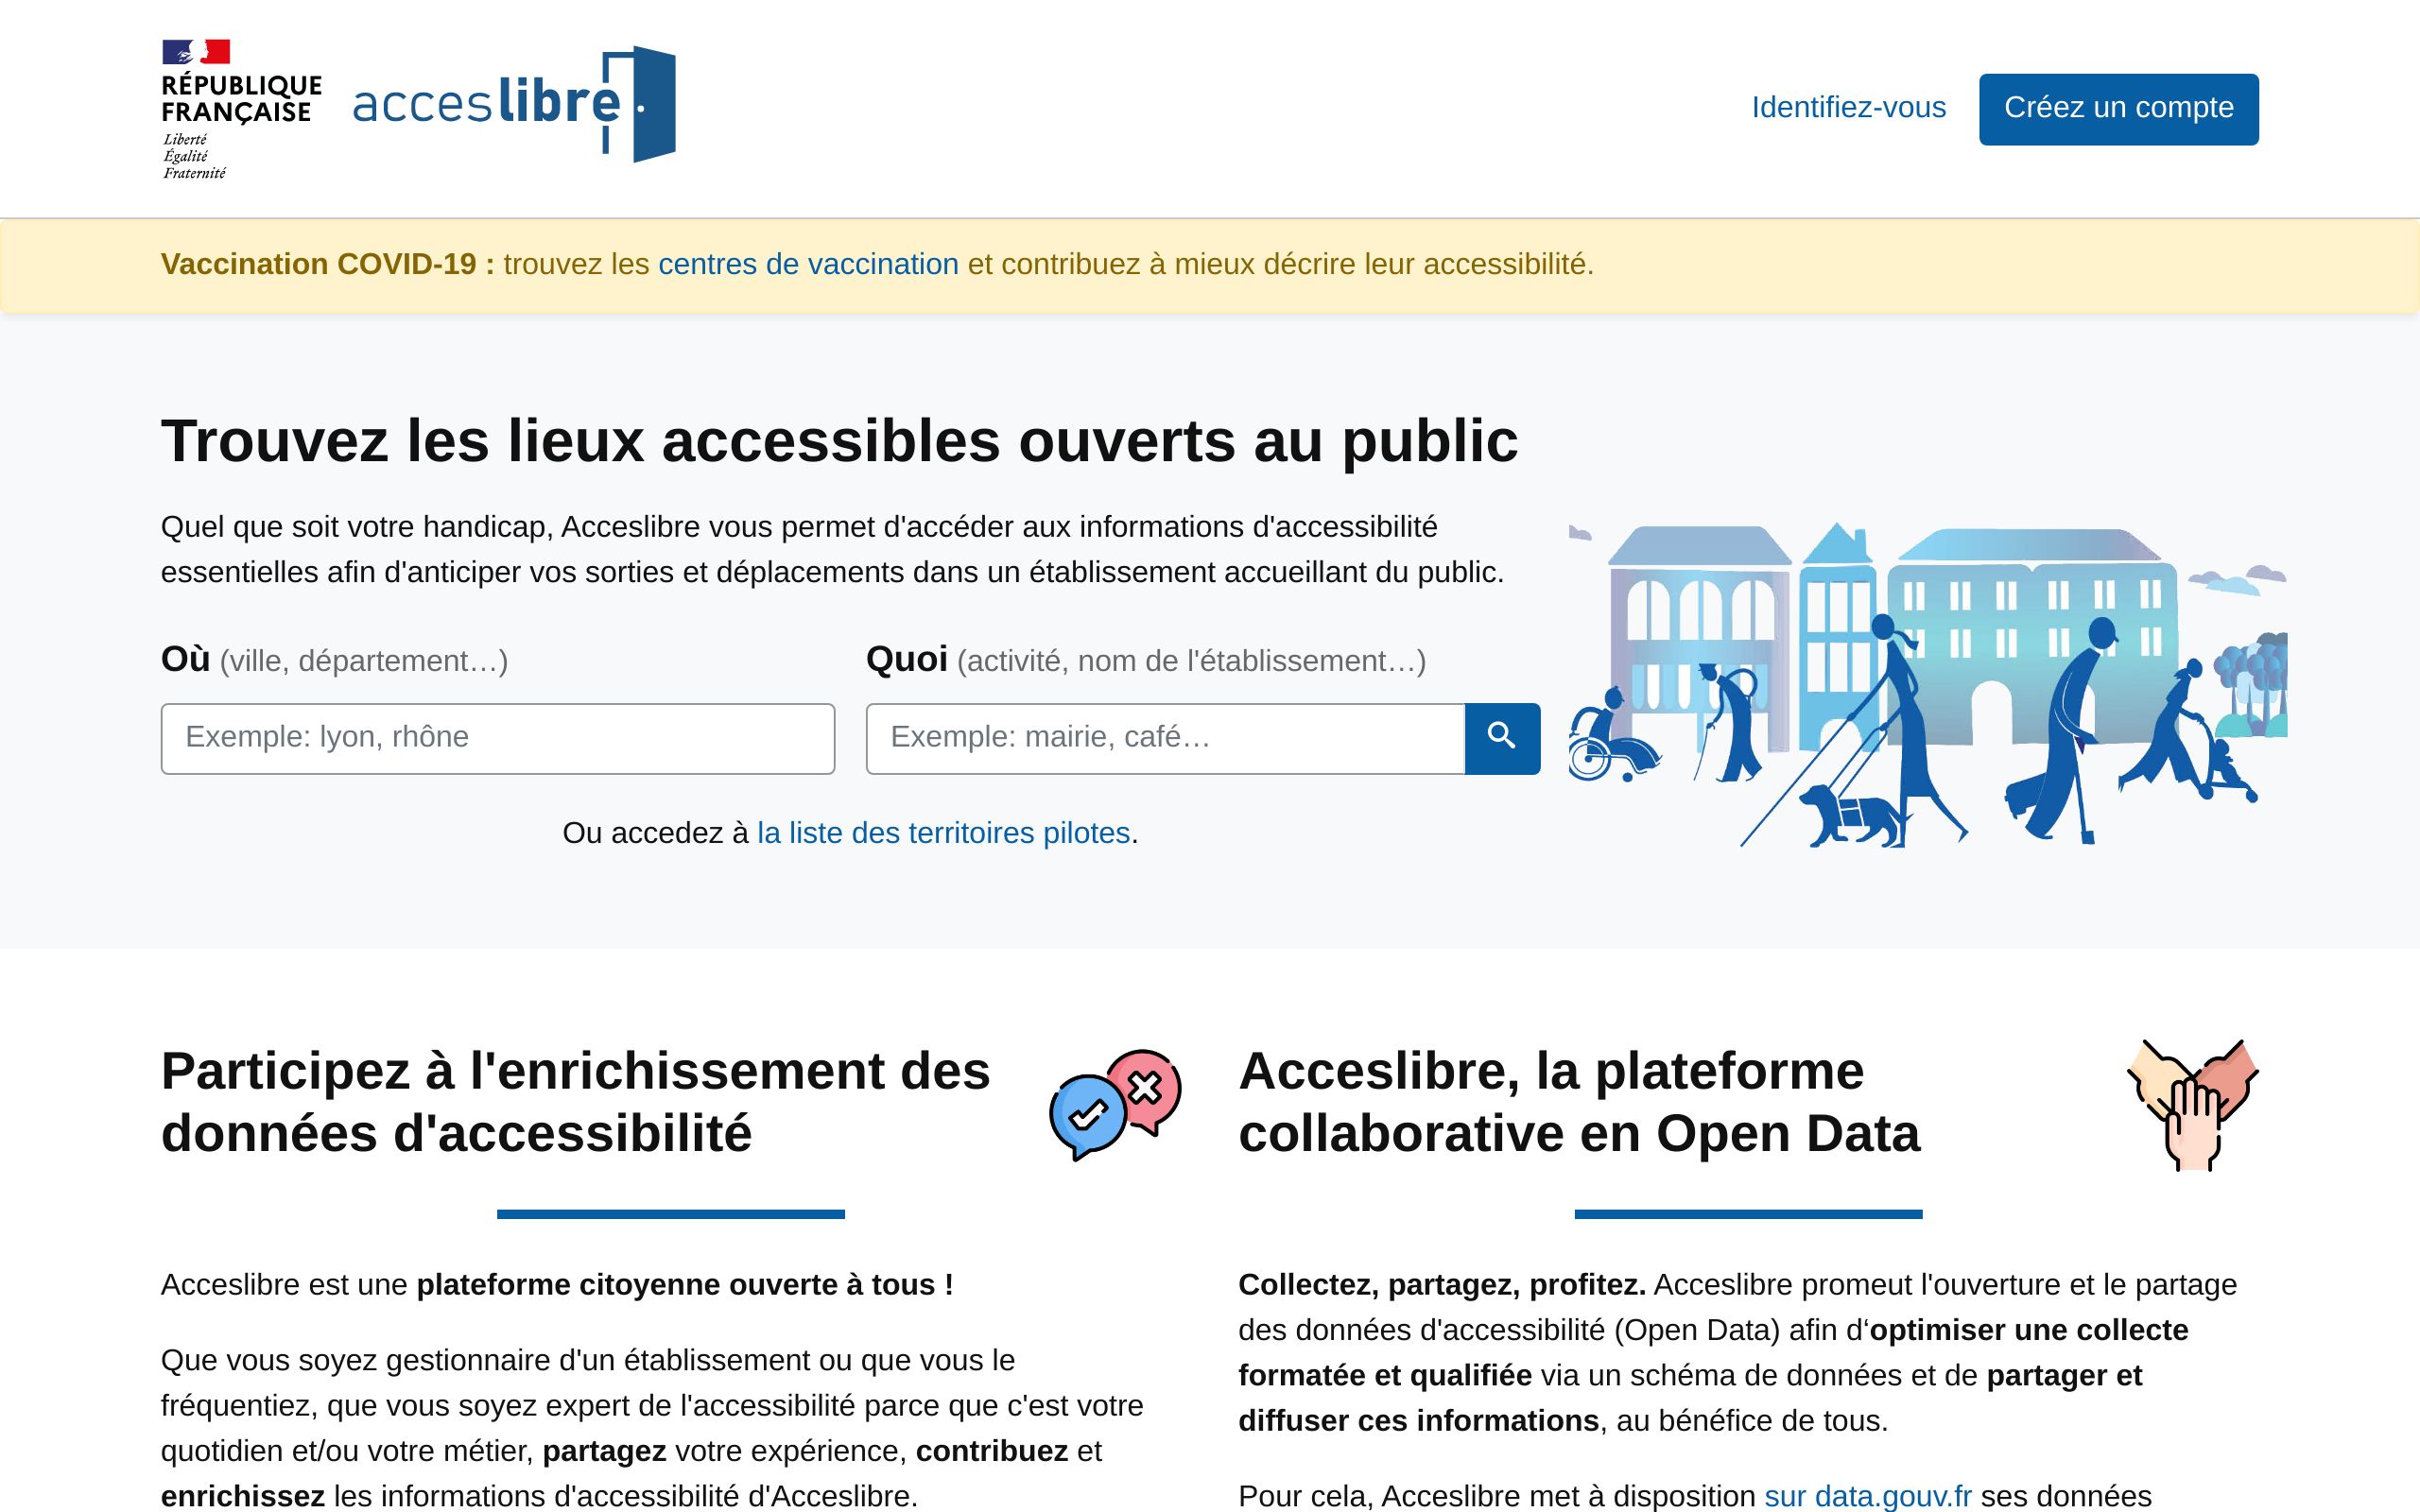 RÉPUBLIQUE
FRANÇAISE
Liberté
Égalité
Fraternité
acceslibre
Identifiez-vous
Créez un compte
Vaccination COVID-19 : trouvez les centres de vaccination et contribuez à mieux décrire leur accessibilité.
Trouvez les lieux accessibles ouverts au public
Quel que soit votre handicap, Acceslibre vous permet d'accéder aux informations d'accessibilité
essentielles afin d'anticiper vos sorties et déplacements dans un établissement accueillant du public.
Où (ville, département…)
Exemple: lyon, rhône
Quoi (activité, nom de l'établissement…)
Exemple: mairie, café…
Ou accedez à la liste des territoires pilotes.
Participez à l'enrichissement des
données d'accessibilité
Acceslibre est une plateforme citoyenne ouverte à tous !
Que vous soyez gestionnaire d'un établissement ou que vous le
fréquentiez, que vous soyez expert de l'accessibilité parce que c'est votre
quotidien et/ou votre métier, partagez votre expérience, contribuez et
enrichissez les informations d'accessibilité d'Acceslibre.
Acceslibre, la plateforme
collaborative en Open Data
Collectez, partagez, profitez. Acceslibre promeut l'ouverture et le partage
des données d'accessibilité (Open Data) afin d‘optimiser une collecte
formatée et qualifiée via un schéma de données et de partager et
diffuser ces informations, au bénéfice de tous.
Pour cela, Acceslibre met à disposition sur data.gouv.fr ses données